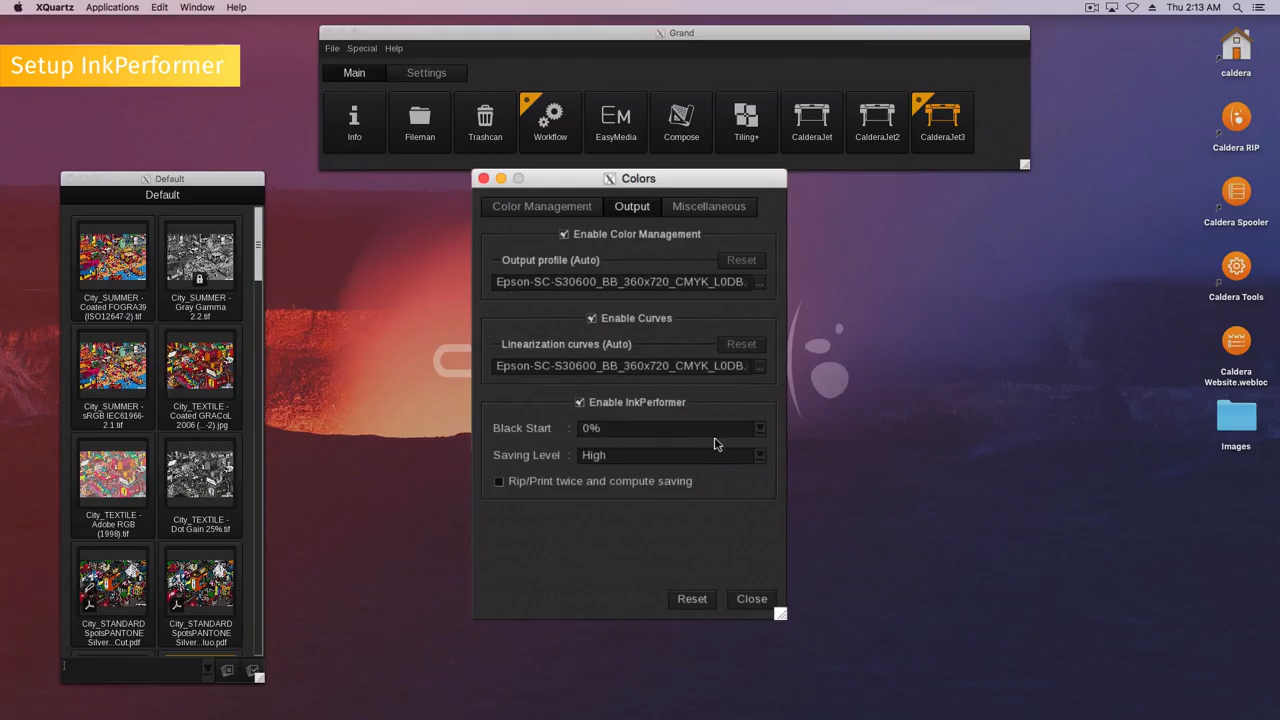 XQuartz Applications Edit Window Help
Thu 2:13 AM
Setup InkPerformer
Grand
File Special Help
Main Settings
Info Fileman Trashcan Workflow EasyMedia Compose Tiling+ CalderaJet CalderaJet2 CalderaJet3
Default
Default
City_SUMMER -
Coated FOGRA39
(ISO12647-2).tif
City_SUMMER -
Gray Gamma
2.2.tif
City_SUMMER -
sRGB IEC61966-
2.1.tif
City_TEXTILE -
Coated GRACoL
2006 (...-2).jpg
City_TEXTILE -
Adobe RGB
(1998).tif
City_TEXTILE -
Dot Gain 25%.tif
City_STANDARD
SpotsPANTONE
Silver...Cut.pdf
City_STANDARD
SpotsPANTONE
Silver...luo.pdf
Colors
Color Management Output Miscellaneous
Enable Color Management
Output profile (Auto) Reset
Epson-SC-S30600_BB_360x720_CMYK_L0DB. ...
Enable Curves
Linearization curves (Auto) Reset
Epson-SC-S30600_BB_360x720_CMYK_L0DB. ...
Enable InkPerformer
Black Start : 0%
Saving Level : High
Rip/Print twice and compute saving
Reset Close
caldera
Caldera RIP
Caldera Spooler
Caldera Tools
Caldera
Website.webloc
Images